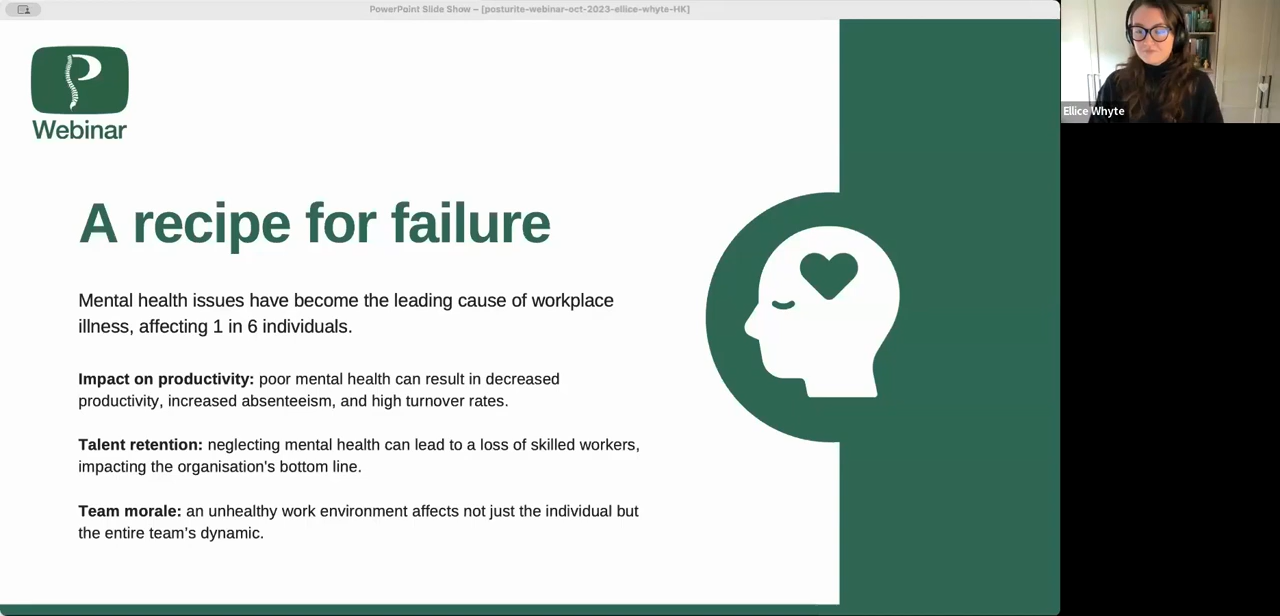 PowerPoint Slide Show – [posturite-webinar-oct-2023-ellice-whyte-HK]
Webinar
A recipe for failure
Mental health issues have become the leading cause of workplace
illness, affecting 1 in 6 individuals.
Impact on productivity: poor mental health can result in decreased
productivity, increased absenteeism, and high turnover rates.
Talent retention: neglecting mental health can lead to a loss of skilled workers,
impacting the organisation's bottom line.
Team morale: an unhealthy work environment affects not just the individual but
the entire team's dynamic.
Ellice Whyte